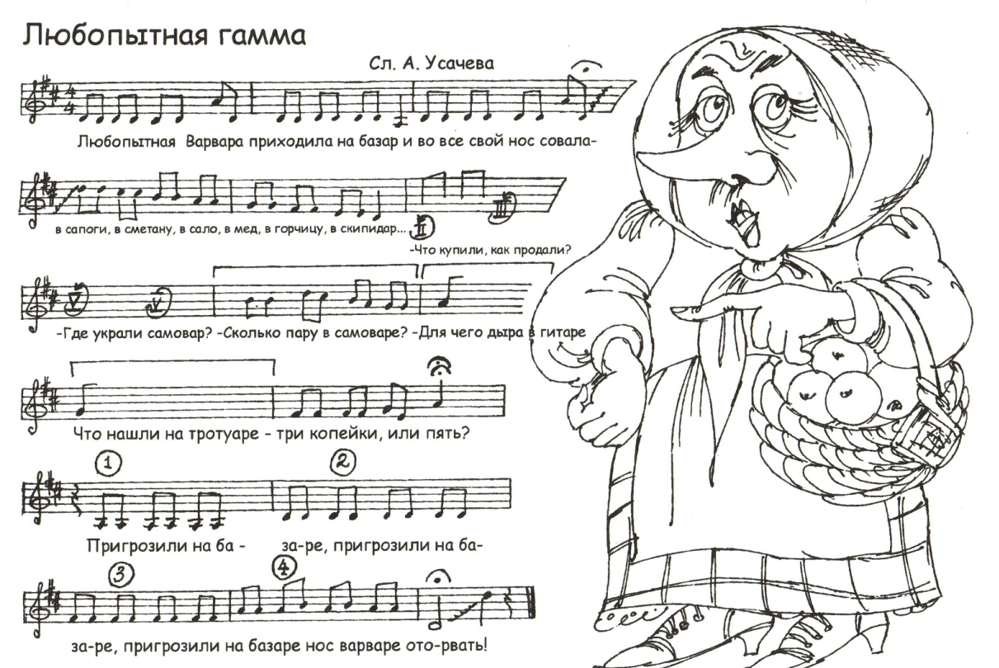 Любопытная гамма
Сл. А. Усачева
4
4
Любопытная Варвара приходила на базар и во все свой нос совала-
в сапоги, в сметану, в сало, в мед, в горчицу, в скипидар...
II
III
-Что купили, как продали?
V
V
-Где украли самовар? -Сколько пару в самоваре? -Для чего дыра в гитаре
Что нашли на тротуаре - три копейки, или пять?
1
2
Пригрозили на ба - за-ре, пригрозили на ба-
3
4
за-ре, пригрозили на базаре нос варваре ото-рвать!